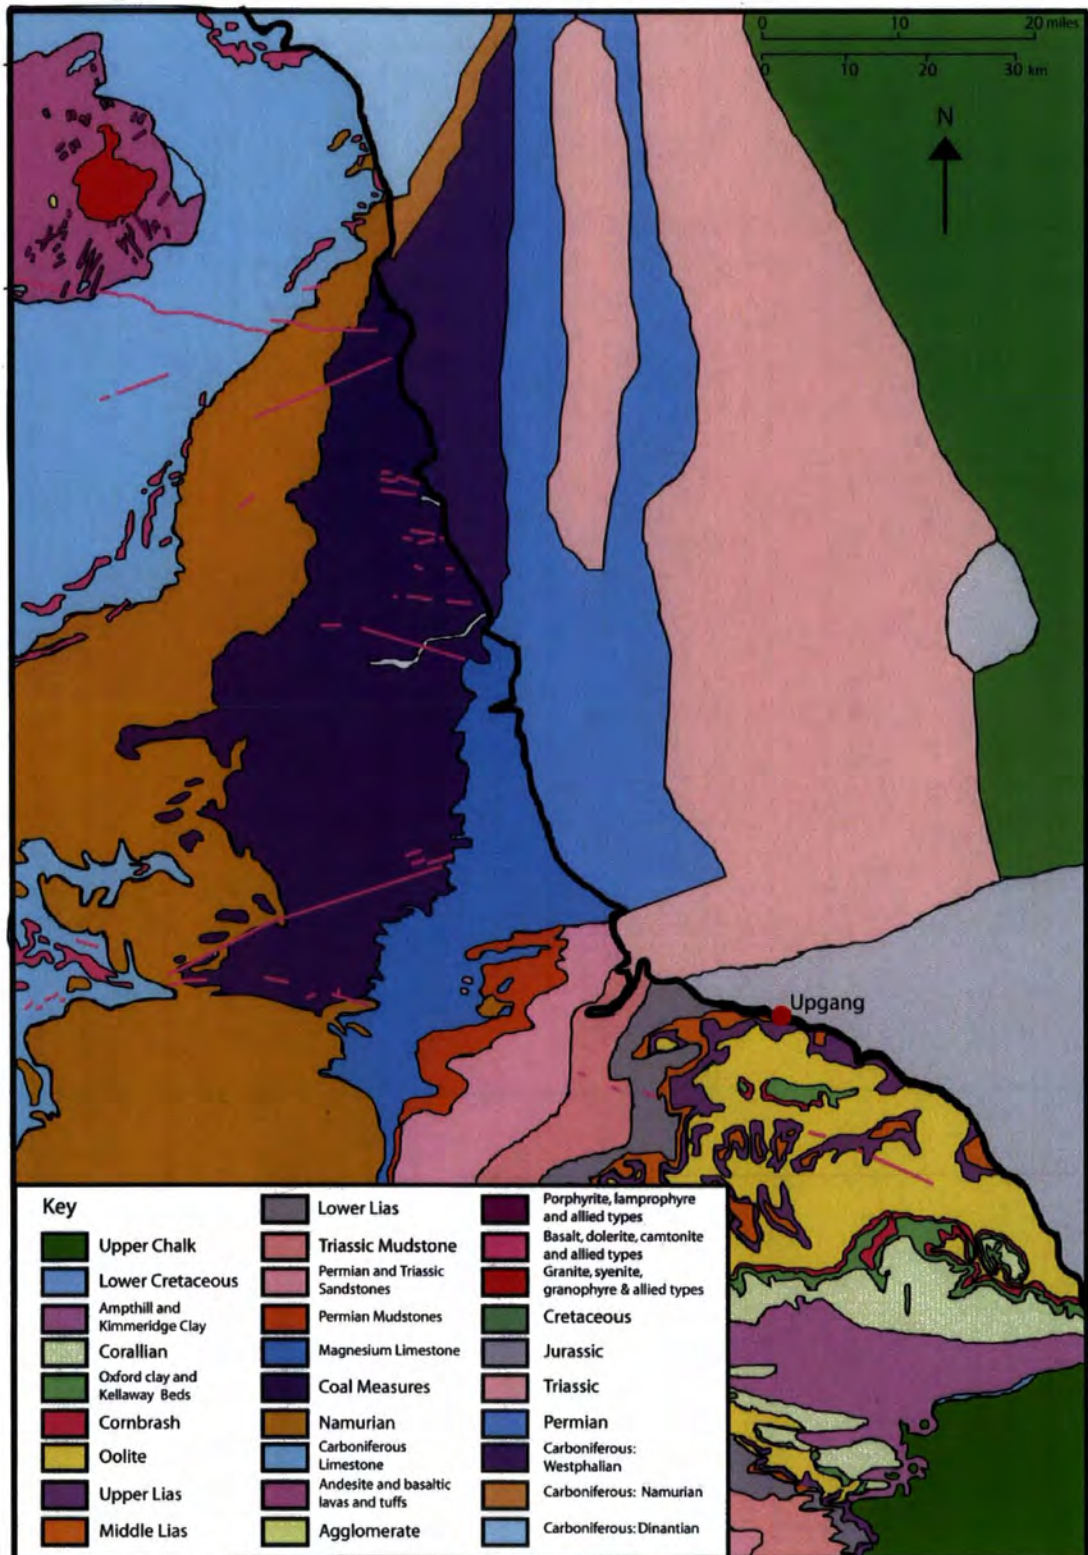 0 10 20 miles
0 10 20 30 km
N
Upgang
Key
Upper Chalk
Lower Cretaceous
Ampthill and
Kimmeridge Clay
Corallian
Oxford clay and
Kellaway Beds
Cornbrash
Oolite
Upper Lias
Middle Lias
Lower Lias
Triassic Mudstone
Permian and Triassic
Sandstones
Permian Mudstones
Magnesium Limestone
Coal Measures
Namurian
Carboniferous
Limestone
Andesite and basaltic
lavas and tuffs
Agglomerate
Porphyrite, lamprophyre
and allied types
Basalt, dolerite, camtonite
and allied types
Granite, syenite,
granophyre & allied types
Cretaceous
Jurassic
Triassic
Permian
Carboniferous:
Westphalian
Carboniferous: Namurian
Carboniferous: Dinantian